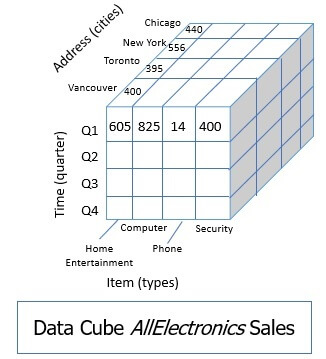 Address (cities)
Chicago 440
New York 556
Toronto 395
Vancouver 400
Time (quarter)
Q1 605 825 14 400
Q2
Q3
Q4
Computer Security
Home Phone
Entertainment
Item (types)
Data Cube AllElectronics Sales